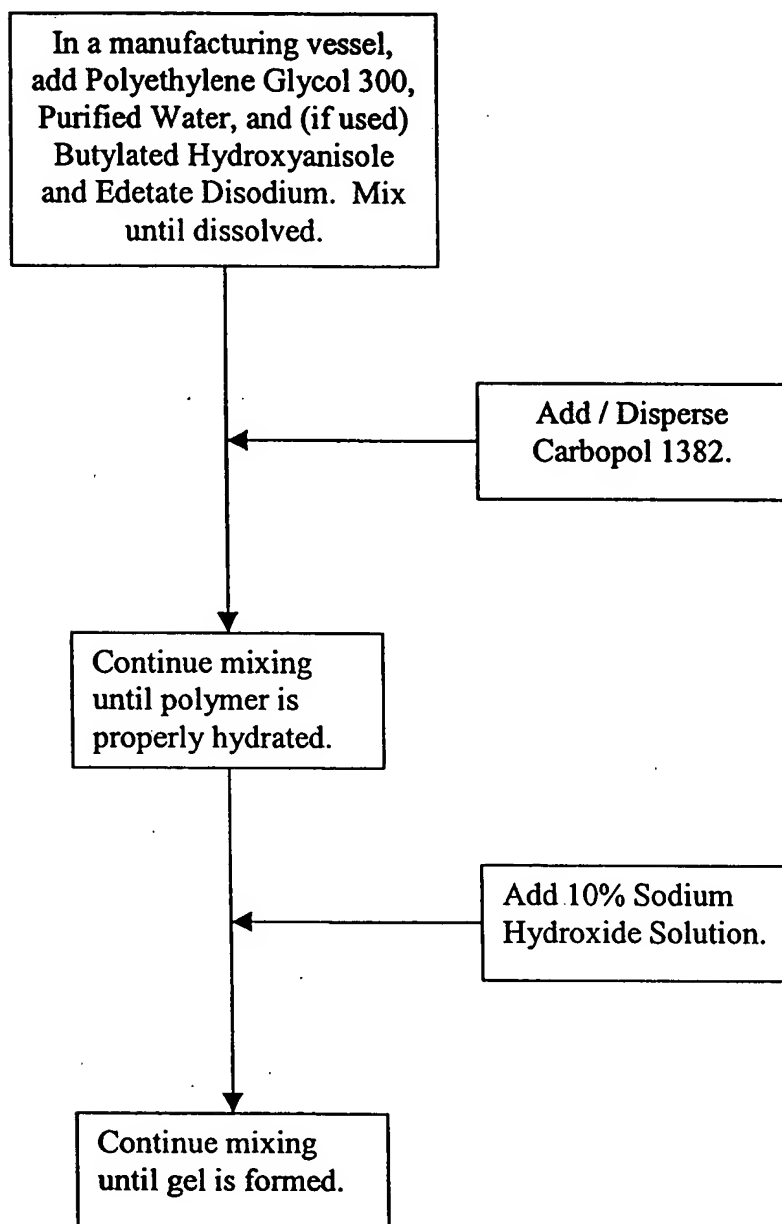 In a manufacturing vessel,
add Polyethylene Glycol 300,
Purified Water, and (if used)
Butylated Hydroxyanisole
and Edetate Disodium. Mix
until dissolved.
Add / Disperse
Carbopol 1382.
Continue mixing
until polymer is
properly hydrated.
Add 10% Sodium
Hydroxide Solution.
Continue mixing
until gel is formed.